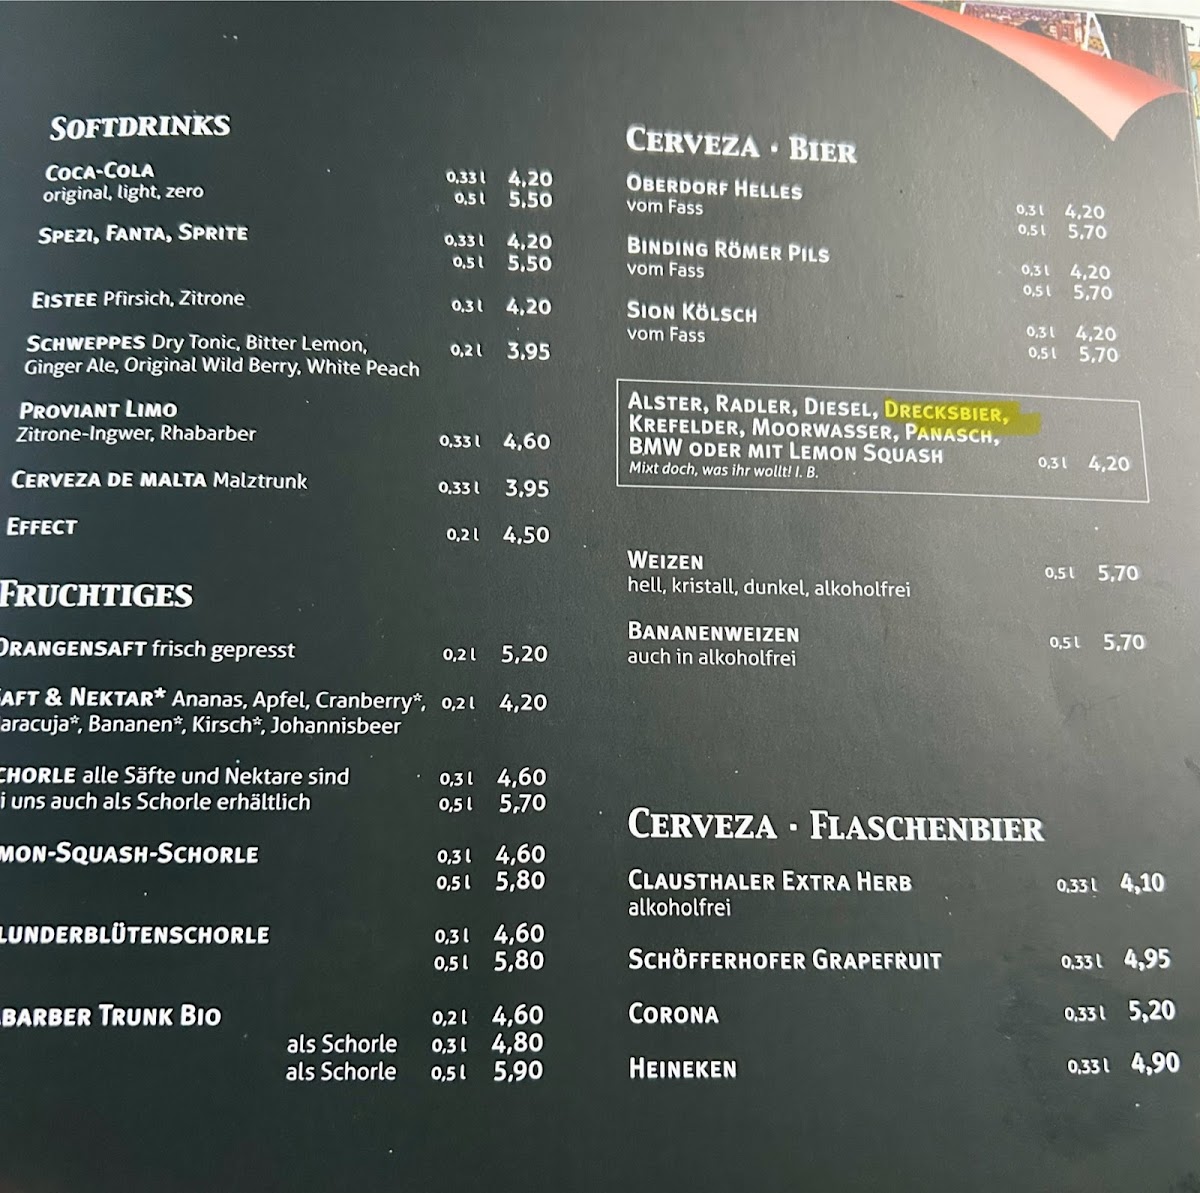 SOFTDRINKS
COCA-COLA 0,33 l 4,20
original, light, zero 0,5 l 5,50
SPEZI, FANTA, SPRITE 0,33 l 4,20
0,5 l 5,50
EISTEE Pfirsich, Zitrone 0,3 l 4,20
SCHWEPPES Dry Tonic, Bitter Lemon, 0,2 l 3,95
Ginger Ale, Original Wild Berry, White Peach
PROVIANT LIMO
Zitrone-Ingwer, Rhabarber 0,33 l 4,60
CERVEZA DE MALTA Malztrunk 0,33 l 3,95
EFFECT 0,2 l 4,50
FRUCHTIGES
ORANGENSAFT frisch gepresst 0,2 l 5,20
AFT & NEKTAR* Ananas, Apfel, Cranberry*, 0,2 l 4,20
aracuja*, Bananen*, Kirsch*, Johannisbeer
CHORLE alle Säfte und Nektare sind 0,3 l 4,60
i uns auch als Schorle erhältlich 0,5 l 5,70
MON-SQUASH-SCHORLE 0,3 l 4,60
0,5 l 5,80
LUNDERBLÜTENSCHORLE 0,3 l 4,60
0,5 l 5,80
BARBER TRUNK BIO 0,2 l 4,60
als Schorle 0,3 l 4,80
als Schorle 0,5 l 5,90
CERVEZA · BIER
OBERDORF HELLES
vom Fass 0,3 l 4,20
0,5 l 5,70
BINDING RÖMER PILS
vom Fass 0,3 l 4,20
0,5 l 5,70
SION KÖLSCH
vom Fass 0,3 l 4,20
0,5 l 5,70
ALSTER, RADLER, DIESEL, DRECKSBIER,
KREFELDER, MOORWASSER, PANASCH,
BMW ODER MIT LEMON SQUASH 0,3 l 4,20
Mixt doch, was ihr wollt! I. B.
WEIZEN 0,5 l 5,70
hell, kristall, dunkel, alkoholfrei
BANANENWEIZEN 0,5 l 5,70
auch in alkoholfrei
CERVEZA · FLASCHENBIER
CLAUSTHALER EXTRA HERB 0,33 l 4,10
alkoholfrei
SCHÖFFERHOFER GRAPEFRUIT 0,33 l 4,95
CORONA 0,33 l 5,20
HEINEKEN 0,33 l 4,90